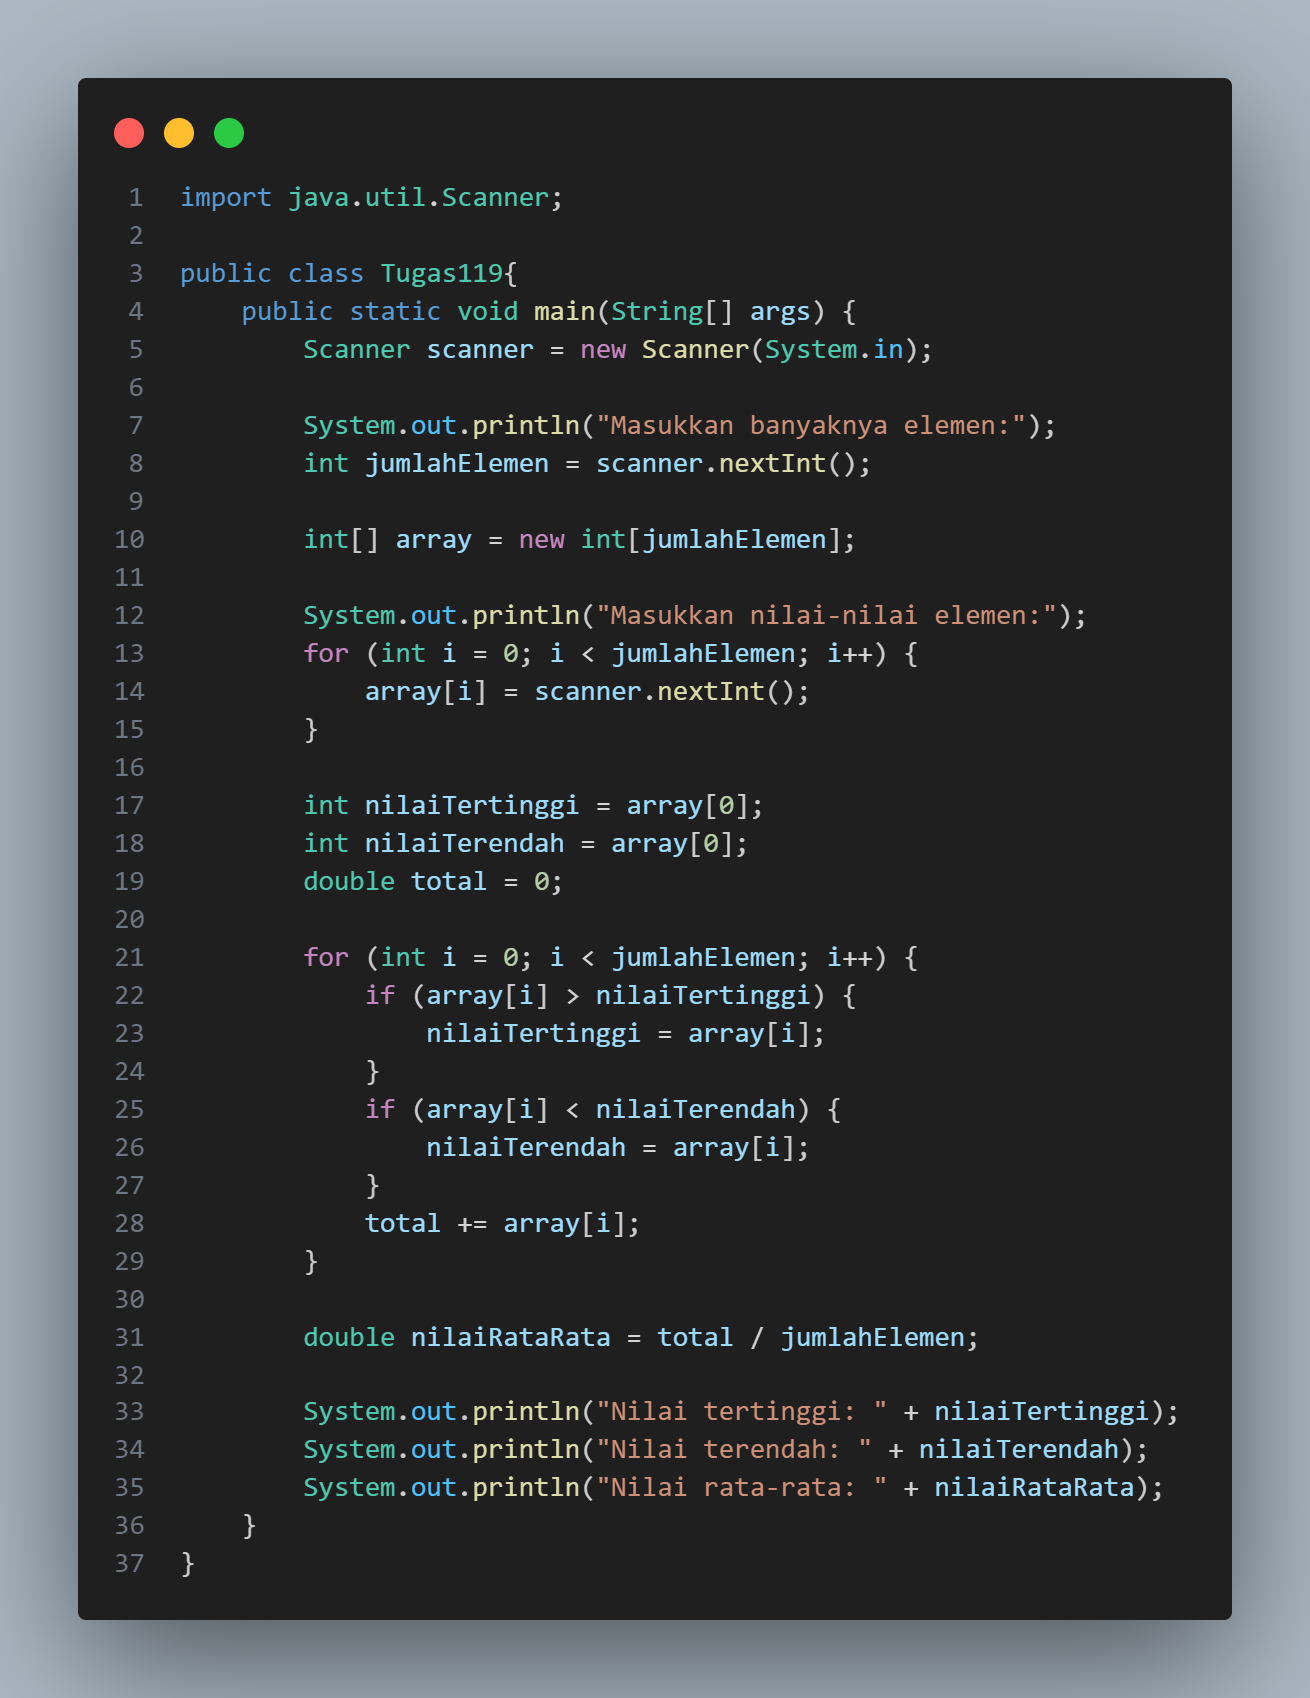 1 import java.util.Scanner;
2
3 public class Tugas119{
4     public static void main(String[] args) {
5         Scanner scanner = new Scanner(System.in);
6
7         System.out.println("Masukkan banyaknya elemen:");
8         int jumlahElemen = scanner.nextInt();
9
10         int[] array = new int[jumlahElemen];
11
12         System.out.println("Masukkan nilai-nilai elemen:");
13         for (int i = 0; i < jumlahElemen; i++) {
14             array[i] = scanner.nextInt();
15         }
16
17         int nilaiTertinggi = array[0];
18         int nilaiTerendah = array[0];
19         double total = 0;
20
21         for (int i = 0; i < jumlahElemen; i++) {
22             if (array[i] > nilaiTertinggi) {
23                 nilaiTertinggi = array[i];
24             }
25             if (array[i] < nilaiTerendah) {
26                 nilaiTerendah = array[i];
27             }
28             total += array[i];
29         }
30
31         double nilaiRataRata = total / jumlahElemen;
32
33         System.out.println("Nilai tertinggi: " + nilaiTertinggi);
34         System.out.println("Nilai terendah: " + nilaiTerendah);
35         System.out.println("Nilai rata-rata: " + nilaiRataRata);
36     }
37 }